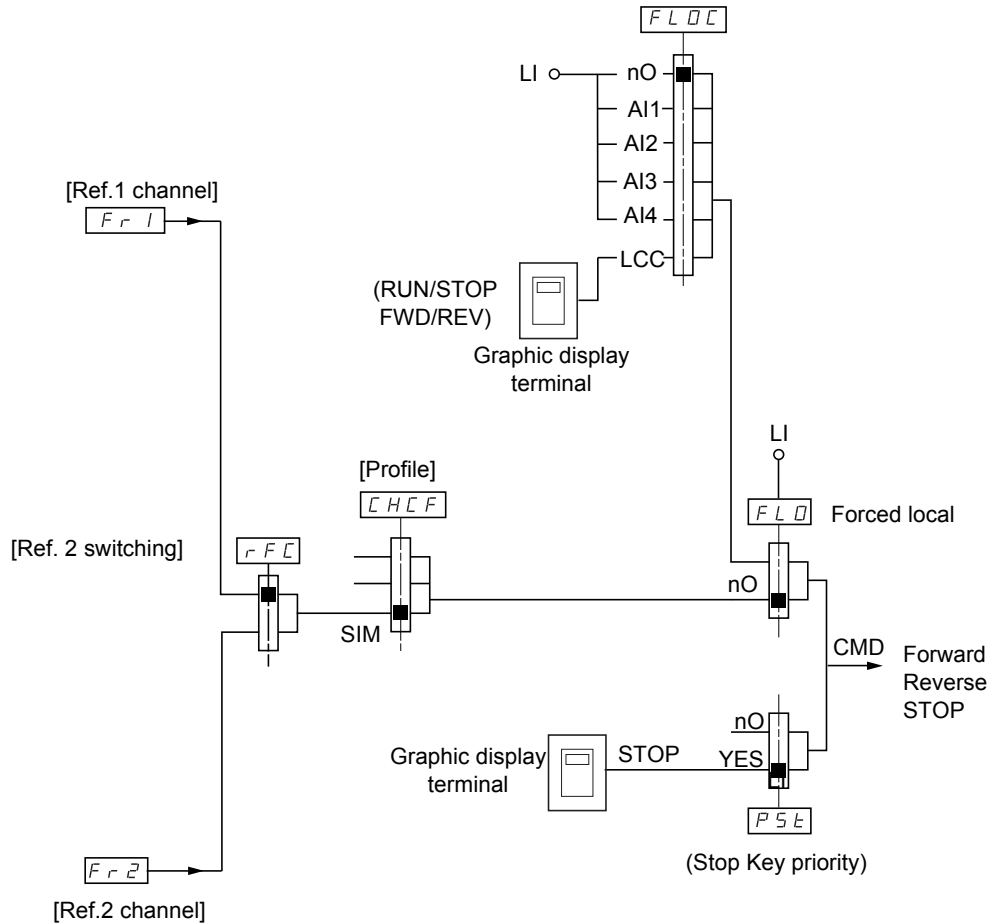 FLOC
LI
nO
AI1
AI2
AI3
AI4
LCC
[Ref.1 channel]
Fr1
(RUN/STOP
FWD/REV)
Graphic display
terminal
LI
[Profile]
CHCF
FLO
Forced local
[Ref. 2 switching]
rFC
nO
SIM
CMD
Forward
Reverse
STOP
nO
Graphic display
terminal
STOP
YES
LI
PSt
(Stop Key priority)
Fr2
[Ref.2 channel]